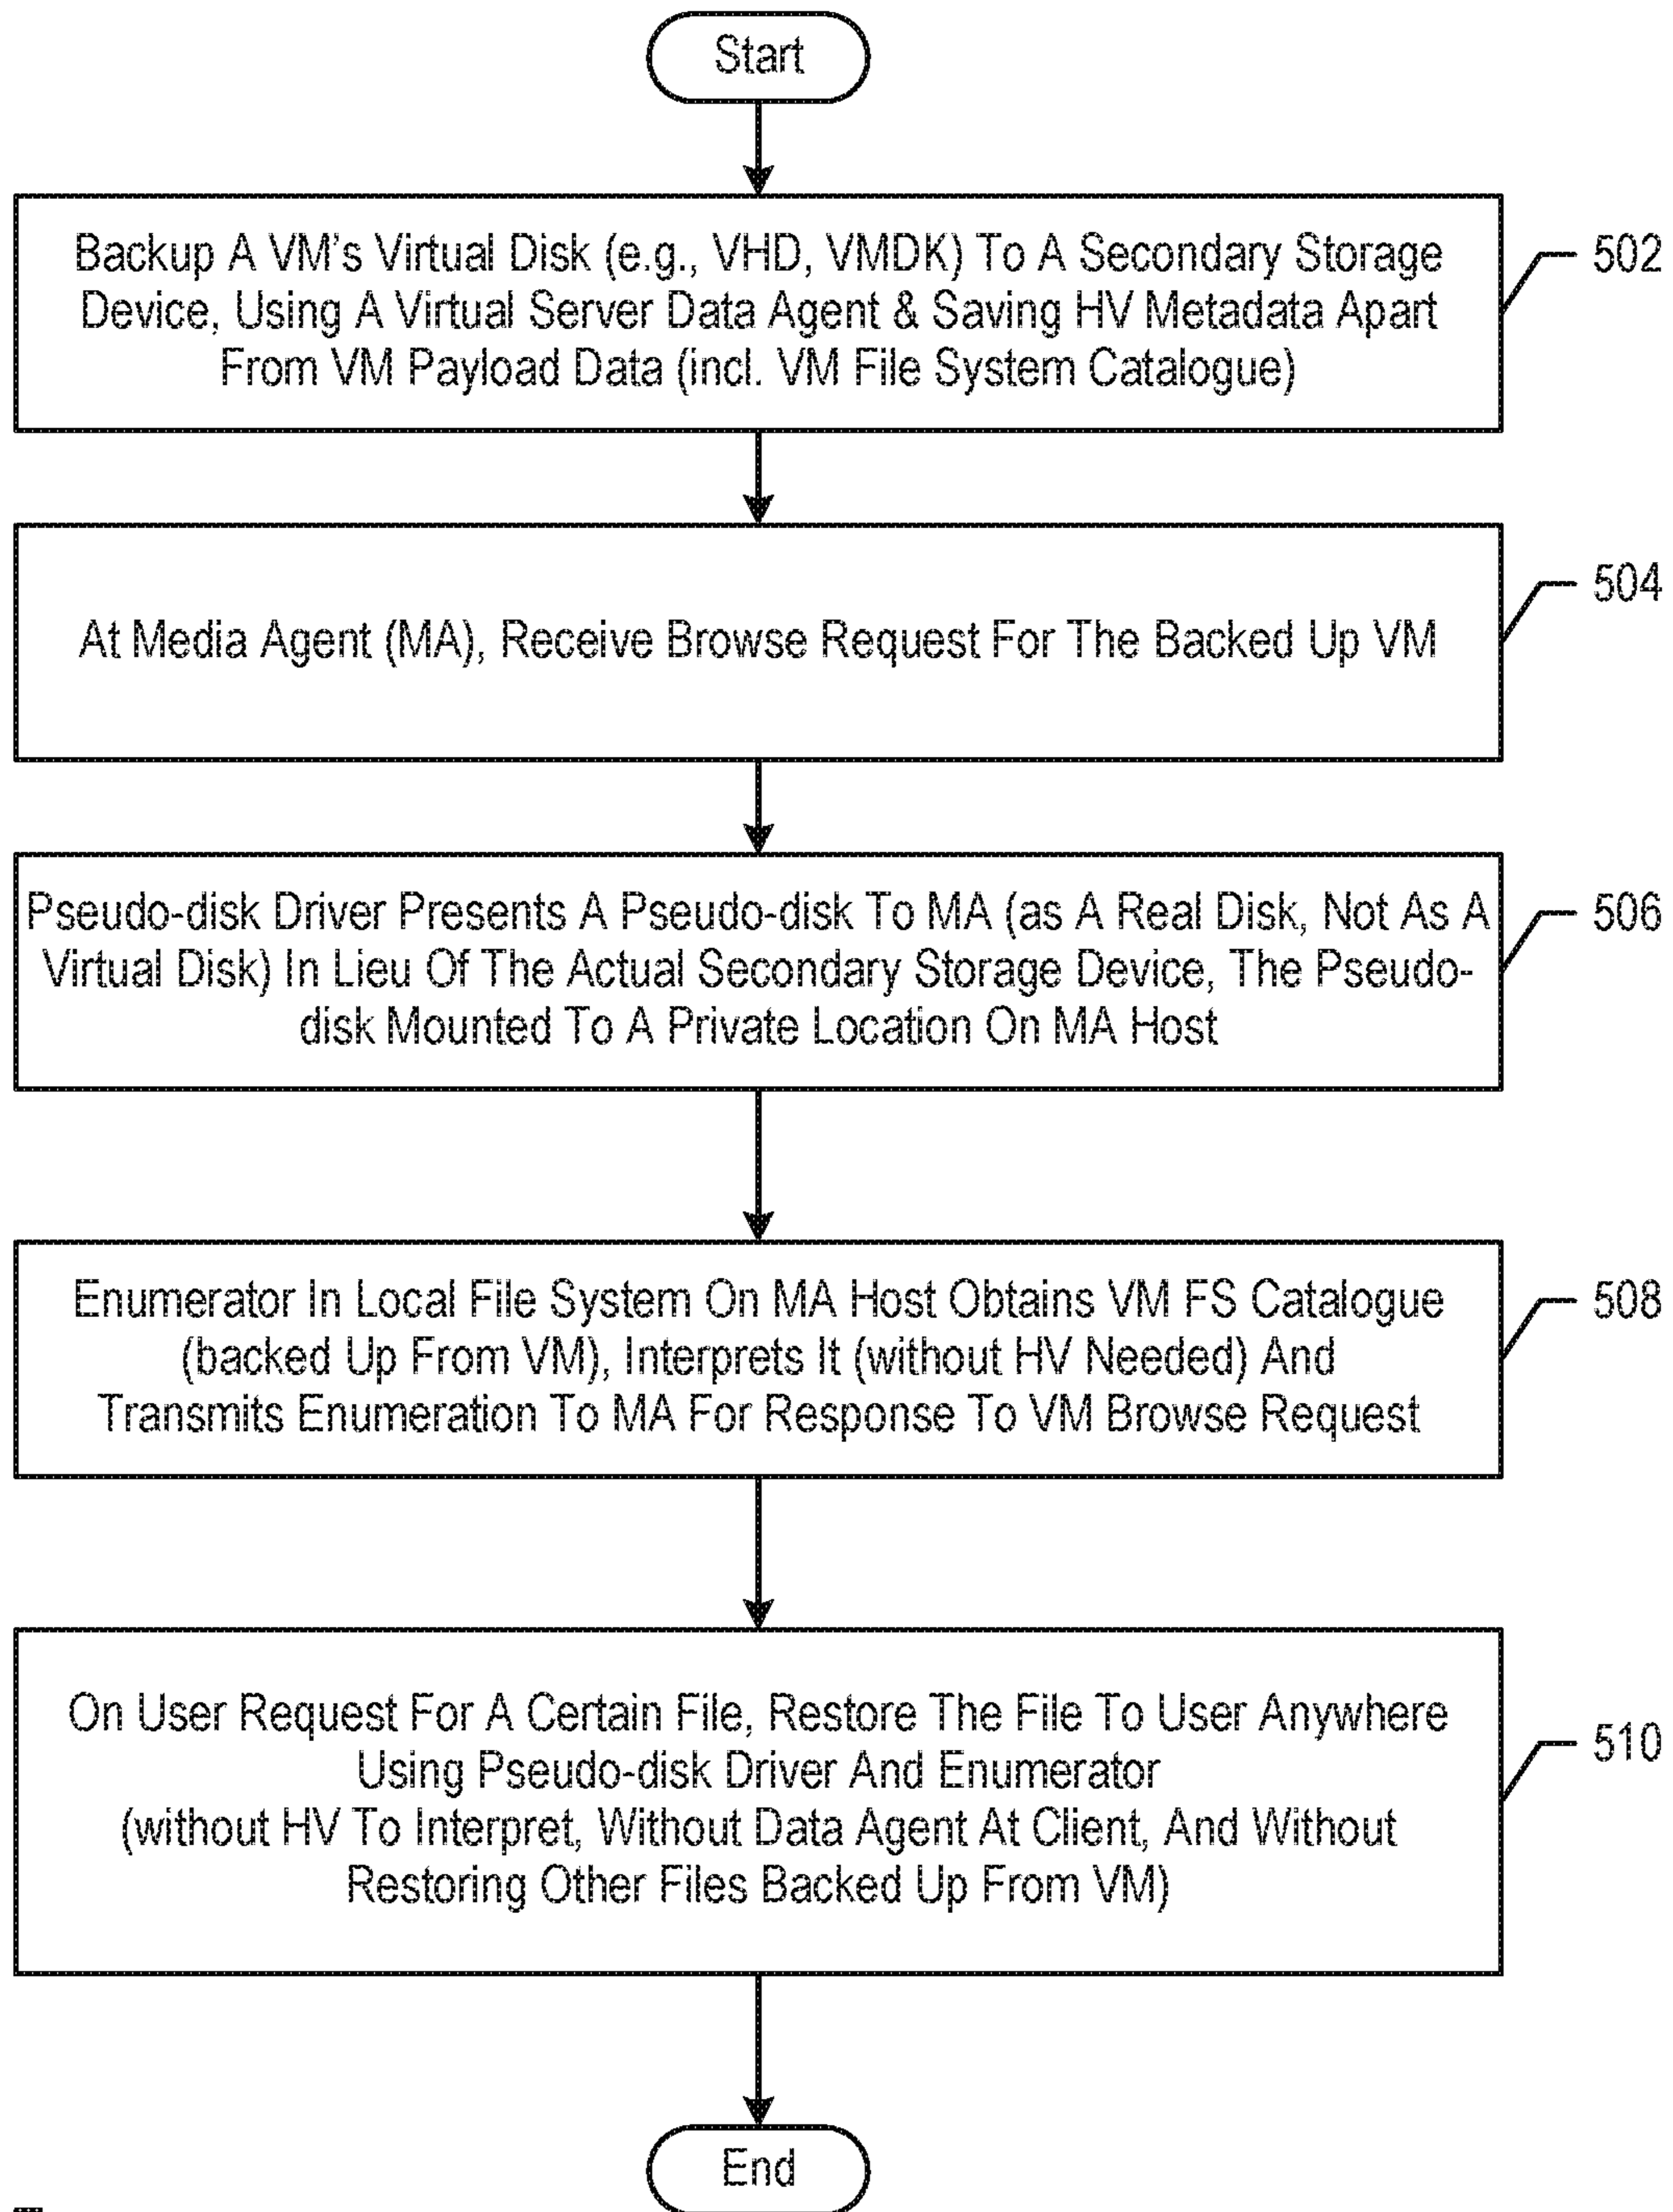 Start
Backup A VM's Virtual Disk (e.g., VHD, VMDK) To A Secondary Storage
Device, Using A Virtual Server Data Agent & Saving HV Metadata Apart
From VM Payload Data (incl. VM File System Catalogue)
502
At Media Agent (MA), Receive Browse Request For The Backed Up VM
504
Pseudo-disk Driver Presents A Pseudo-disk To MA (as A Real Disk, Not As A
Virtual Disk) In Lieu Of The Actual Secondary Storage Device, The Pseudo-
disk Mounted To A Private Location On MA Host
506
Enumerator In Local File System On MA Host Obtains VM FS Catalogue
(backed Up From VM), Interprets It (without HV Needed) And
Transmits Enumeration To MA For Response To VM Browse Request
508
On User Request For A Certain File, Restore The File To User Anywhere
Using Pseudo-disk Driver And Enumerator
(without HV To Interpret, Without Data Agent At Client, And Without
Restoring Other Files Backed Up From VM)
510
End